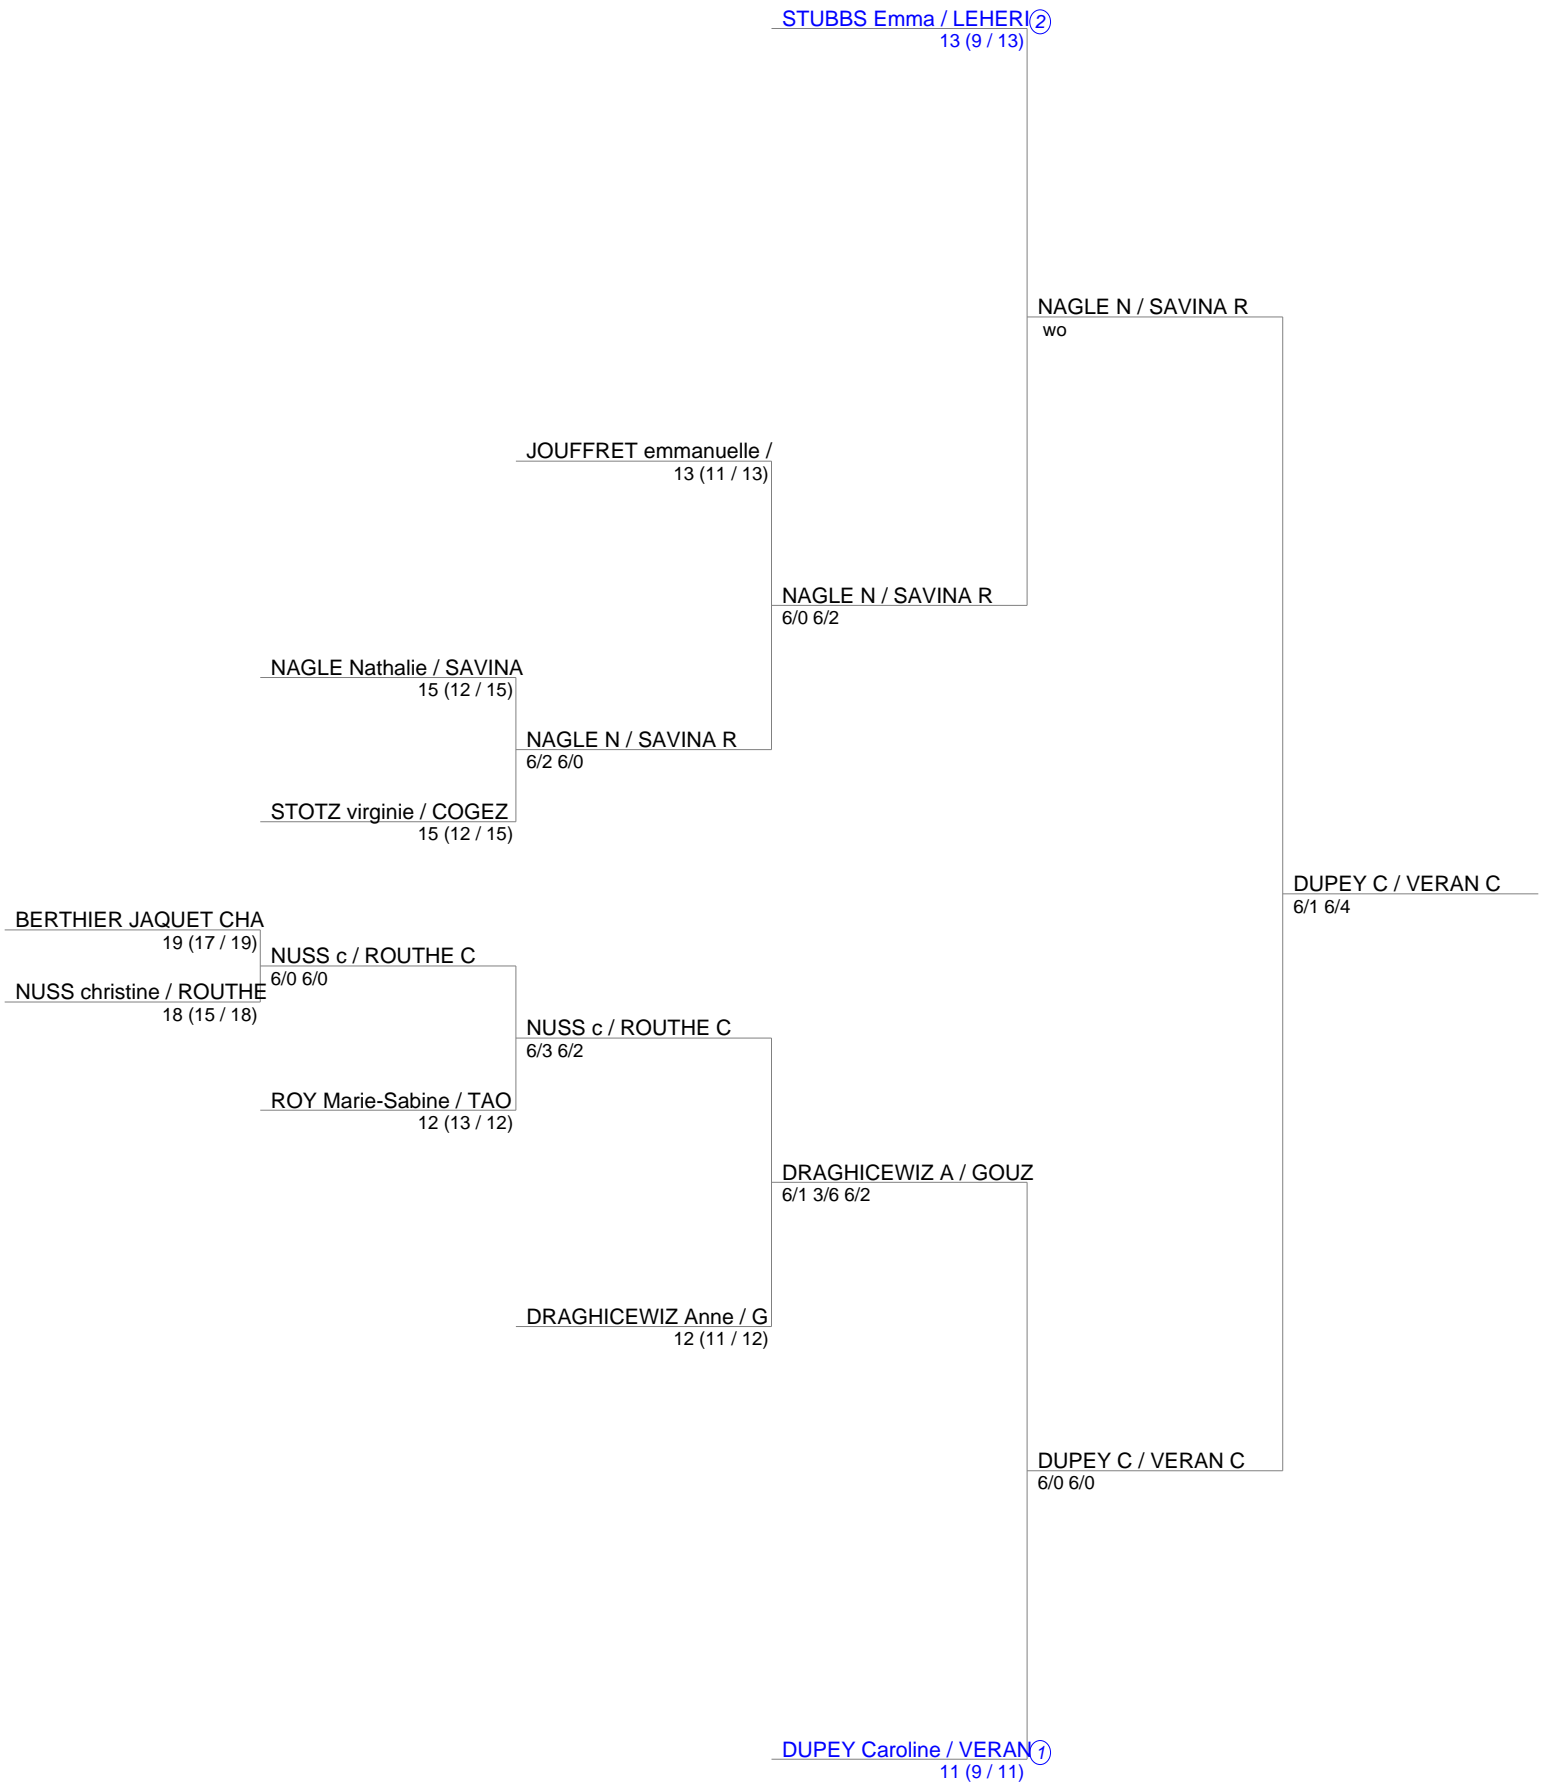 STUBBS Emma / LEHERI 2
13 (9 / 13)
NAGLE N / SAVINA R
wo
JOUFFRET emmanuelle /
13 (11 / 13)
NAGLE N / SAVINA R
6/0 6/2
NAGLE Nathalie / SAVINA
15 (12 / 15)
NAGLE N / SAVINA R
6/2 6/0
STOTZ virginie / COGEZ
15 (12 / 15)
DUPEY C / VERAN C
6/1 6/4
BERTHIER JAQUET CHA
19 (17 / 19)
NUSS c / ROUTHE C
6/0 6/0
NUSS christine / ROUTHE
18 (15 / 18)
NUSS c / ROUTHE C
6/3 6/2
ROY Marie-Sabine / TAO
12 (13 / 12)
DRAGHICEWIZ A / GOUZ
6/1 3/6 6/2
DRAGHICEWIZ Anne / G
12 (11 / 12)
DUPEY C / VERAN C
6/0 6/0
DUPEY Caroline / VERAN 1
11 (9 / 11)